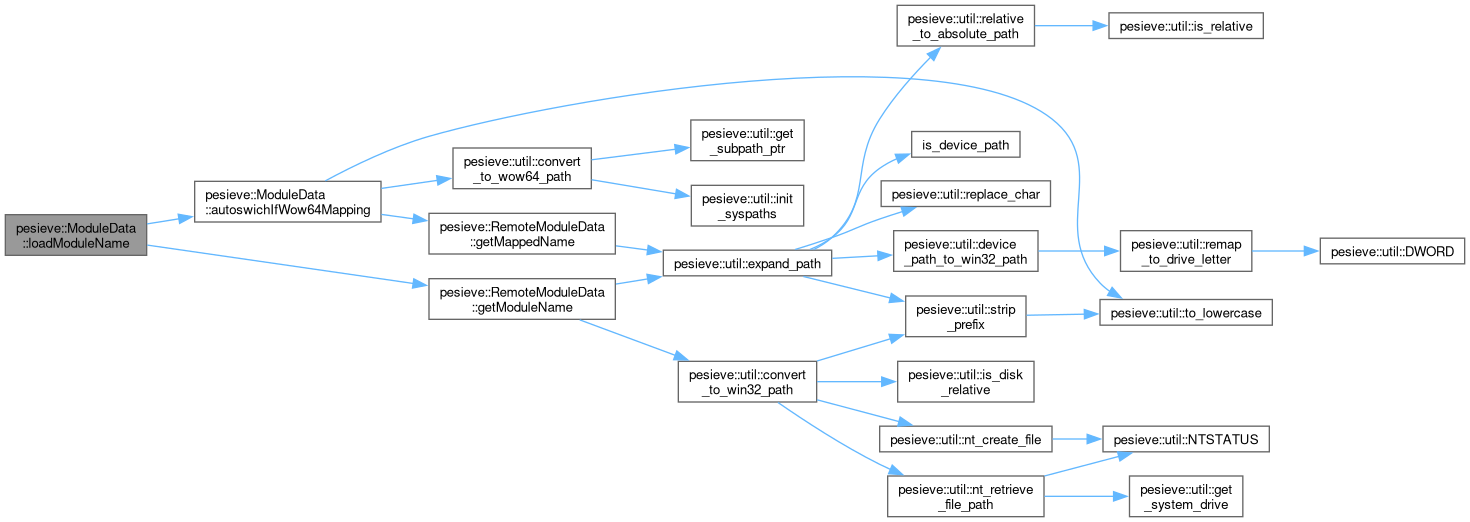 pesieve::ModuleData
::loadModuleName
pesieve::ModuleData
::autoswichIfWow64Mapping
pesieve::util::convert
_to_wow64_path
pesieve::util::get
_subpath_ptr
pesieve::util::init
_syspaths
pesieve::RemoteModuleData
::getMappedName
pesieve::RemoteModuleData
::getModuleName
pesieve::util::expand_path
pesieve::util::convert
_to_win32_path
pesieve::util::relative
_to_absolute_path
pesieve::util::is_relative
is_device_path
pesieve::util::replace_char
pesieve::util::device
_path_to_win32_path
pesieve::util::remap
_to_drive_letter
pesieve::util::DWORD
pesieve::util::strip
_prefix
pesieve::util::to_lowercase
pesieve::util::is_disk
_relative
pesieve::util::nt_create_file
pesieve::util::NTSTATUS
pesieve::util::nt_retrieve
_file_path
pesieve::util::get
_system_drive